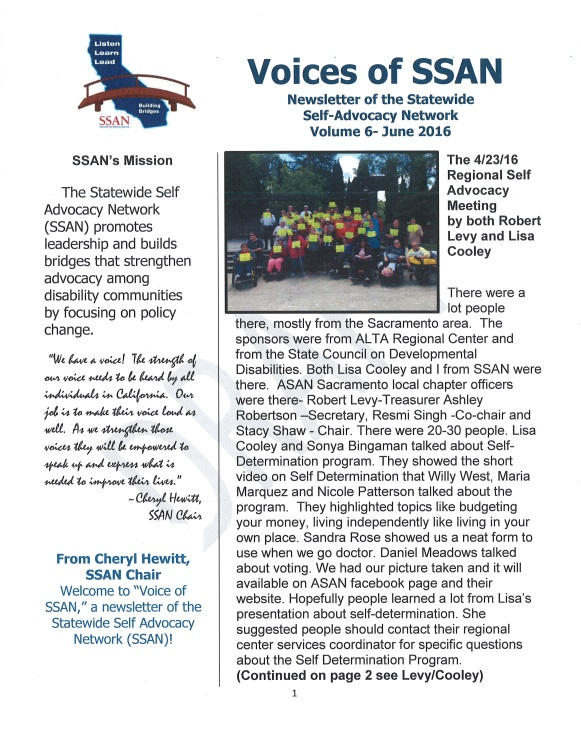 Listen
Learn
Lead
Building
Bridges
SSAN
Voices of SSAN
Newsletter of the Statewide
Self-Advocacy Network
Volume 6- June 2016
SSAN's Mission
The Statewide Self
Advocacy Network
(SSAN) promotes
leadership and builds
bridges that strengthen
advocacy among
disability communities
by focusing on policy
change.
"We have a voice! The strength of
our voice needs to be heard by all
individuals in California. Our
job is to make their voice loud as
well. As we strengthen those
voices they will be empowered to
speak up and express what is
needed to improve their lives."
~Cheryl Hewitt,
SSAN Chair
From Cheryl Hewitt,
SSAN Chair
Welcome to "Voice of
SSAN," a newsletter of the
Statewide Self Advocacy
Network (SSAN)!
The 4/23/16
Regional Self
Advocacy
Meeting
by both Robert
Levy and Lisa
Cooley
There were a
lot people
there, mostly from the Sacramento area. The
sponsors were from ALTA Regional Center and
from the State Council on Developmental
Disabilities. Both Lisa Cooley and I from SSAN were
there. ASAN Sacramento local chapter officers
were there- Robert Levy-Treasurer Ashley
Robertson –Secretary, Resmi Singh -Co-chair and
Stacy Shaw - Chair. There were 20-30 people. Lisa
Cooley and Sonya Bingaman talked about Self-
Determination program. They showed the short
video on Self Determination that Willy West, Maria
Marquez and Nicole Patterson talked about the
program. They highlighted topics like budgeting
your money, living independently like living in your
own place. Sandra Rose showed us a neat form to
use when we go doctor. Daniel Meadows talked
about voting. We had our picture taken and it will
available on ASAN facebook page and their
website. Hopefully people learned a lot from Lisa's
presentation about self-determination. She
suggested people should contact their regional
center services coordinator for specific questions
about the Self Determination Program.
(Continued on page 2 see Levy/Cooley)
1